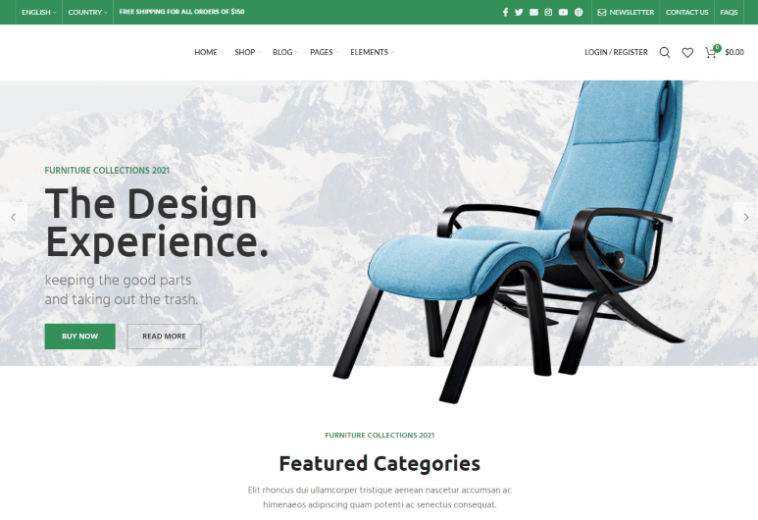 ENGLISH
COUNTRY
FREE SHIPPING FOR ALL ORDERS OF $150
NEWSLETTER
CONTACT US
FAQS
HOME
SHOP
BLOG
PAGES
ELEMENTS
LOGIN / REGISTER
0
$0.00
FURNITURE COLLECTIONS 2021
The Design
Experience.
keeping the good parts
and taking out the trash.
BUY NOW
READ MORE
FURNITURE COLLECTIONS 2021
Featured Categories
Elit rhoncus dui ullamcorper tristique aenean nascetur accumsan ac
himenaeos adipiscing quam potenti ac senectus consequat.